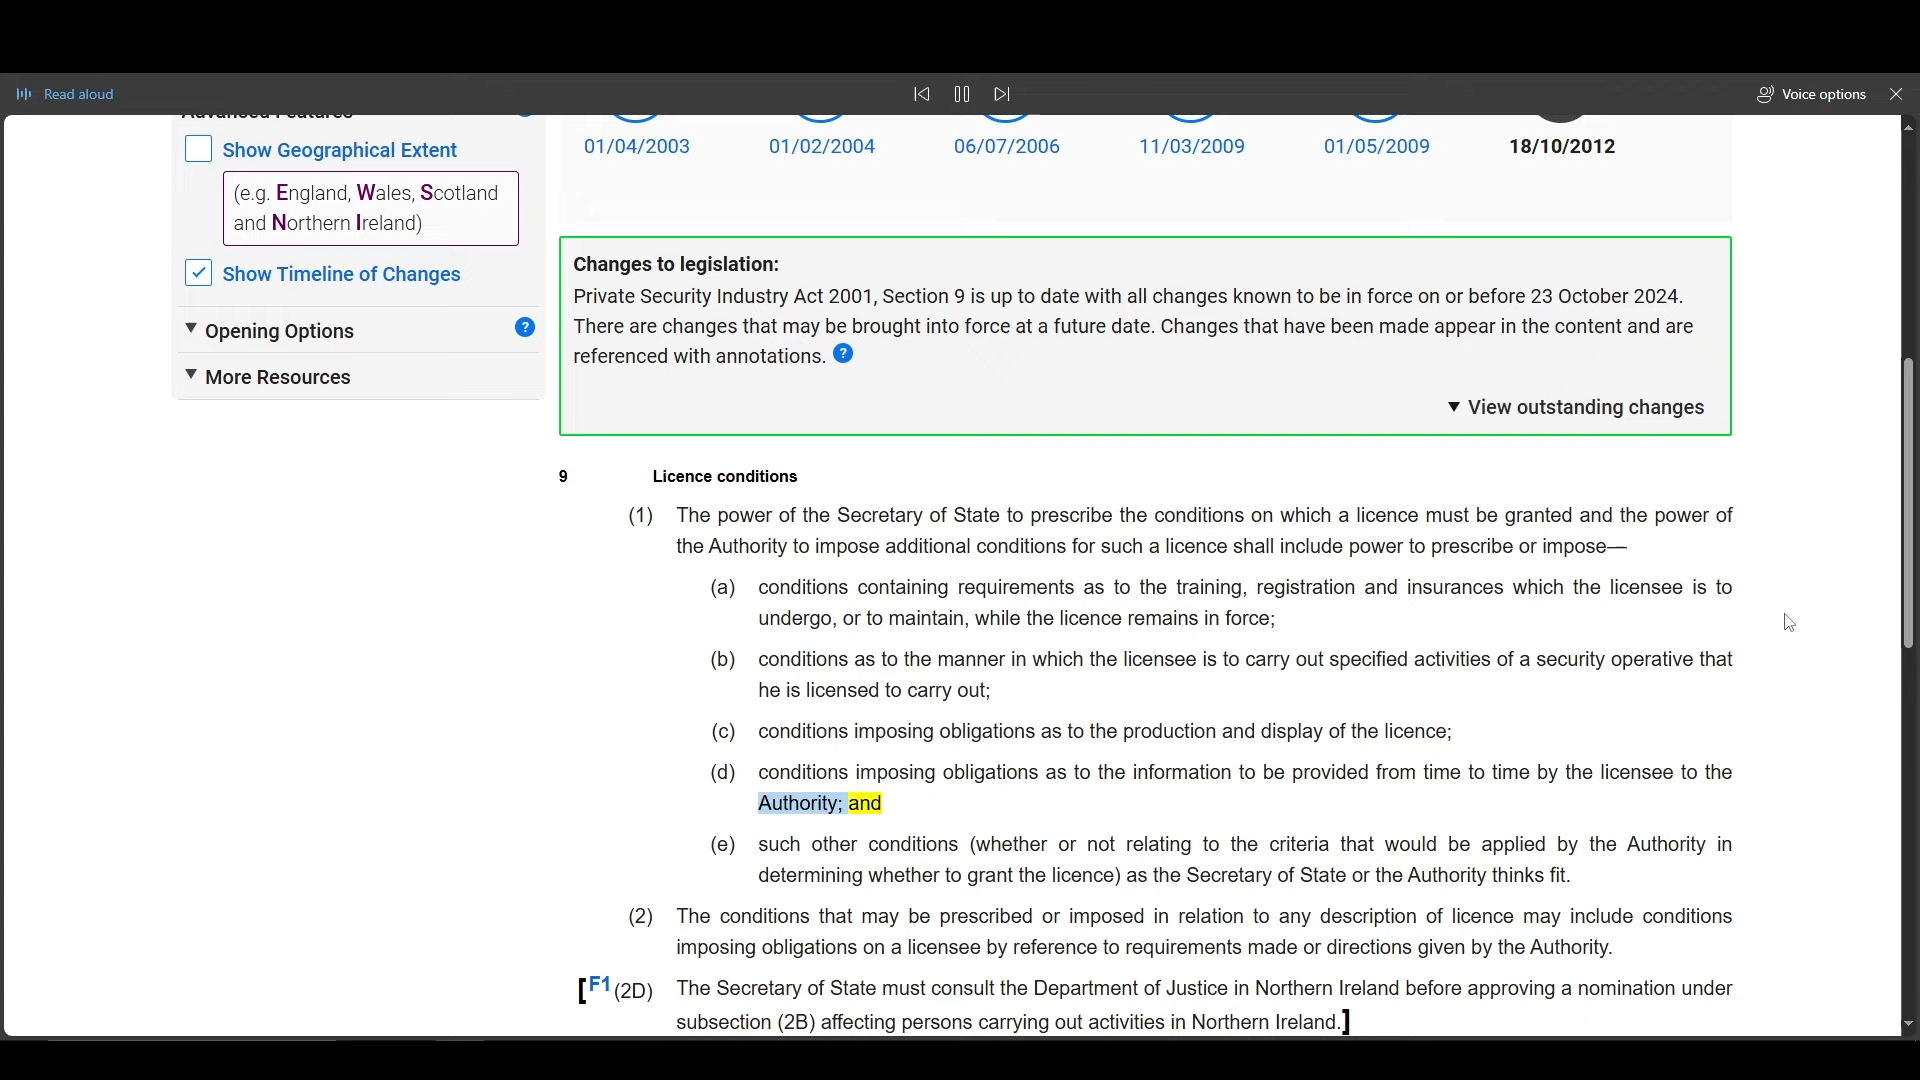 Read aloud
Voice options
Advanced Features
Show Geographical Extent
(e.g. England, Wales, Scotland
and Northern Ireland)
Show Timeline of Changes
Opening Options
?
More Resources
01/04/2003 01/02/2004 06/07/2006 11/03/2009 01/05/2009 18/10/2012
Changes to legislation:
Private Security Industry Act 2001, Section 9 is up to date with all changes known to be in force on or before 23 October 2024.
There are changes that may be brought into force at a future date. Changes that have been made appear in the content and are
referenced with annotations. ?
View outstanding changes
9 Licence conditions
(1) The power of the Secretary of State to prescribe the conditions on which a licence must be granted and the power of
the Authority to impose additional conditions for such a licence shall include power to prescribe or impose—
(a) conditions containing requirements as to the training, registration and insurances which the licensee is to
undergo, or to maintain, while the licence remains in force;
(b) conditions as to the manner in which the licensee is to carry out specified activities of a security operative that
he is licensed to carry out;
(c) conditions imposing obligations as to the production and display of the licence;
(d) conditions imposing obligations as to the information to be provided from time to time by the licensee to the
Authority; and
(e) such other conditions (whether or not relating to the criteria that would be applied by the Authority in
determining whether to grant the licence) as the Secretary of State or the Authority thinks fit.
(2) The conditions that may be prescribed or imposed in relation to any description of licence may include conditions
imposing obligations on a licensee by reference to requirements made or directions given by the Authority.
[F1(2D) The Secretary of State must consult the Department of Justice in Northern Ireland before approving a nomination under
subsection (2B) affecting persons carrying out activities in Northern Ireland.]